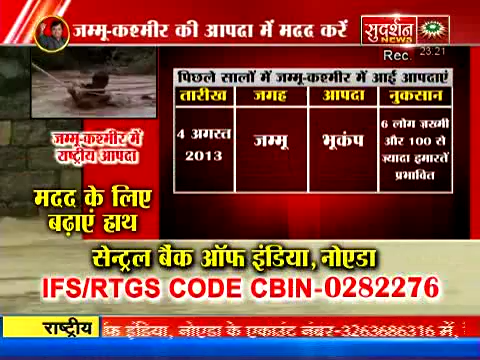 जम्मू-कश्मीर की आपदा में मदद करें
सुदर्शन
NEWS
Rec. 23:21
पिछले सालों में जम्मू-कश्मीर में आई आपदाएं
तारीख जगह आपदा नुकसान
4 अगस्त 2013 जम्मू भूकंप 6 लोग ज़ख्मी और 100 से ज्यादा इमारतें प्रभावित
जम्मू-कश्मीर में
राष्ट्रीय आपदा
मदद के लिए
बढ़ाएं हाथ
सेन्ट्रल बैंक ऑफ इंडिया, नोएडा
IFS/RTGS CODE CBIN-0282276
राष्ट्रीय फ इंडिया, नोएडा के एकाउंट नंबर-3263686316 में,